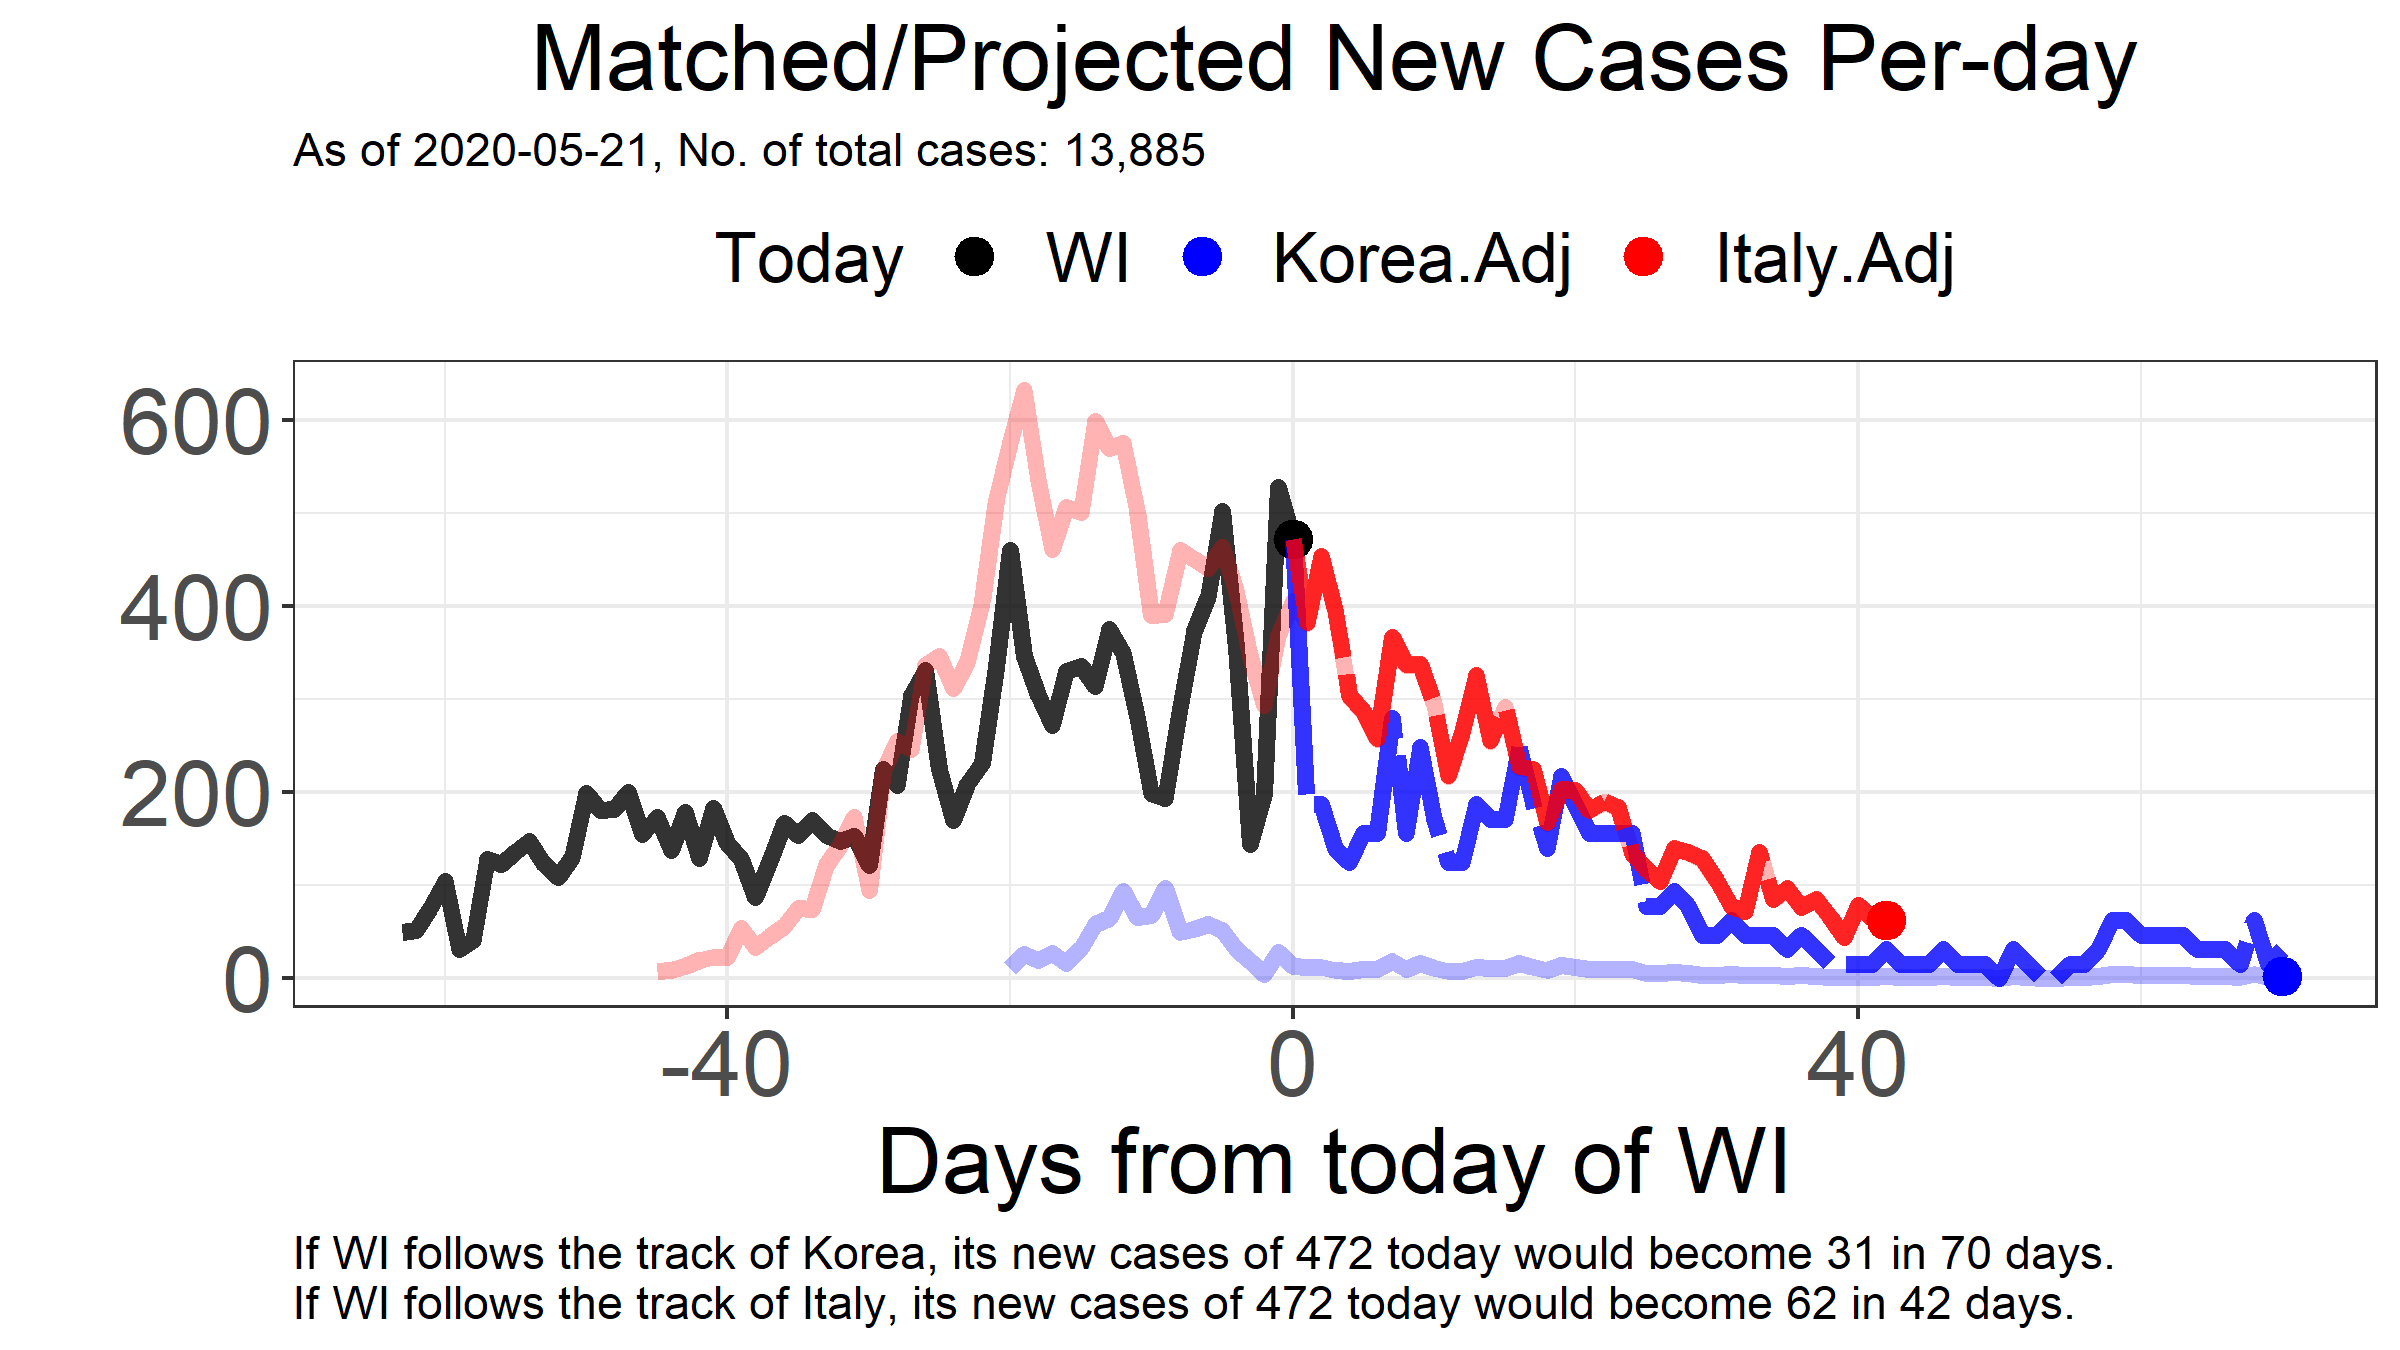 Matched/Projected New Cases Per-day
As of 2020-05-21, No. of total cases: 13,885
Today WI Korea.Adj Italy.Adj
600
400
200
0
-40 0 40
Days from today of WI
If WI follows the track of Korea, its new cases of 472 today would become 31 in 70 days.
If WI follows the track of Italy, its new cases of 472 today would become 62 in 42 days.